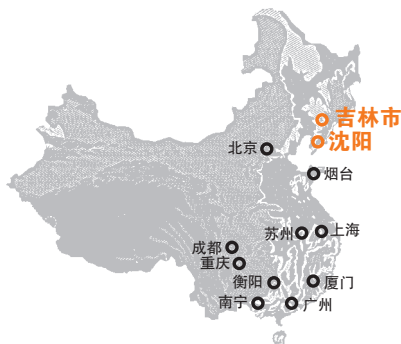 吉林市
沈阳
北京
烟台
苏州
上海
成都
重庆
衡阳
厦门
南宁
广州